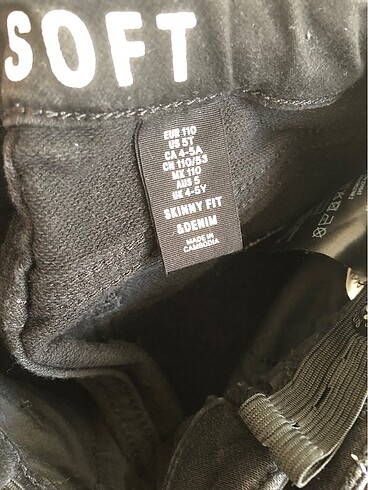 SOFT
EUR 110
US 5T
CA 4-5A
CN 110/53
MX 110
AUS 5
UK 4-5Y
SKINNY FIT
&DENIM
MADE IN
CAMBODIA